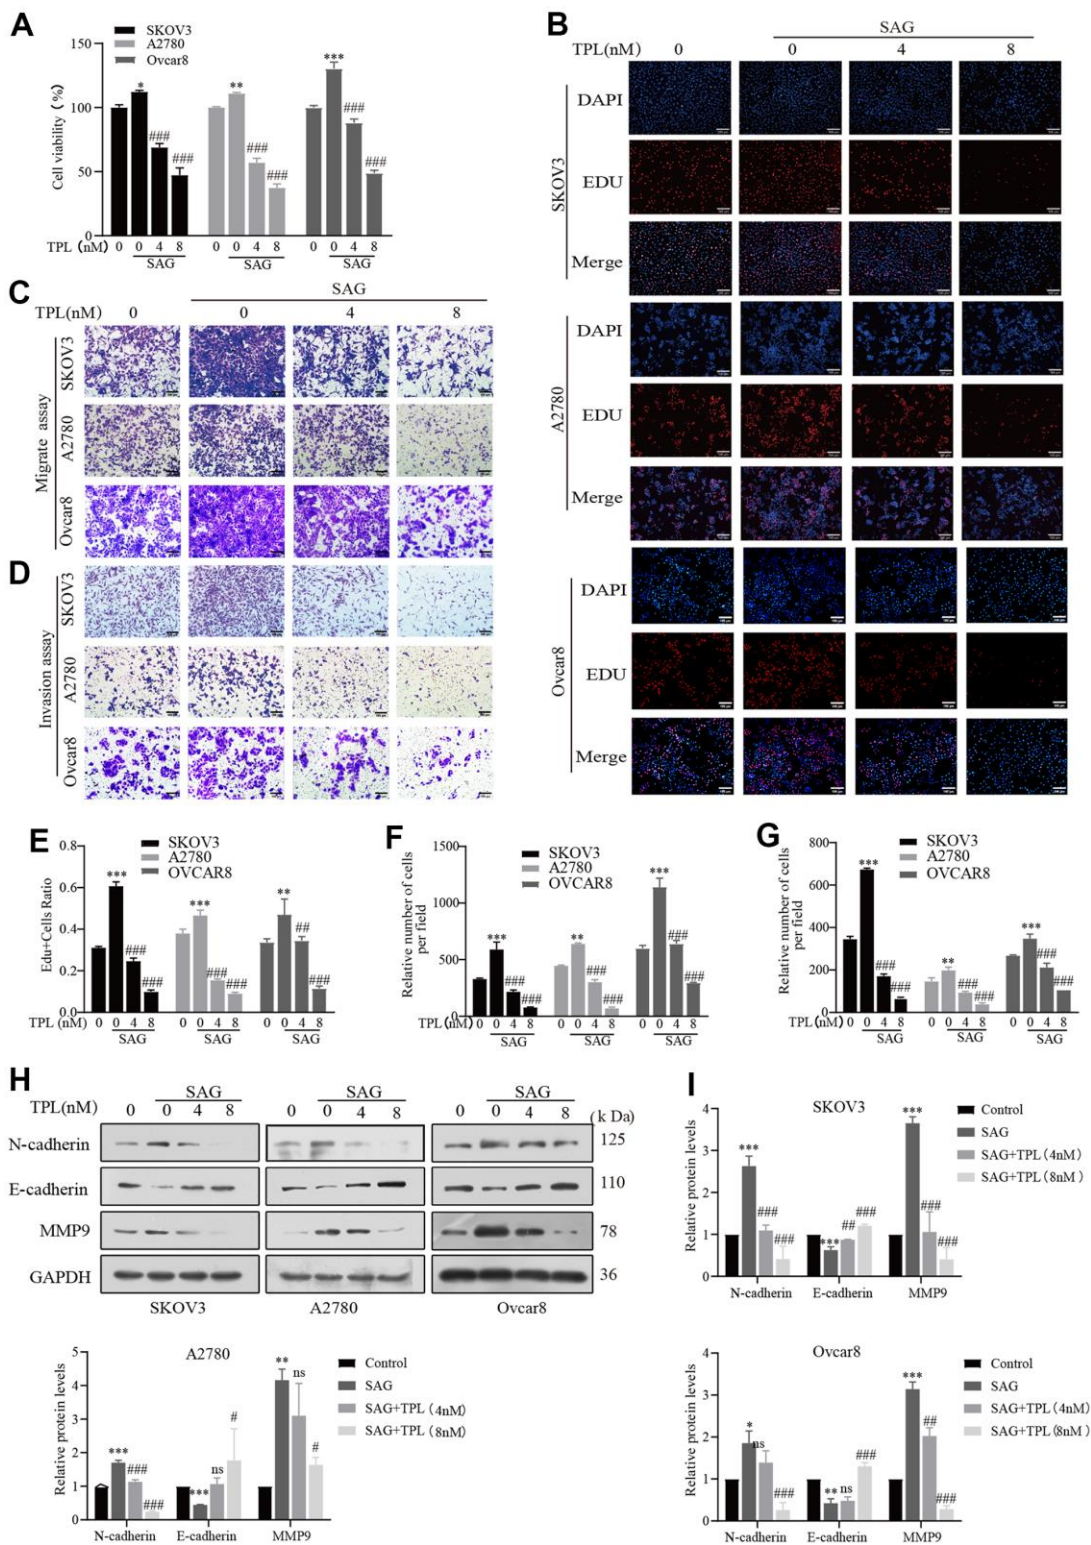 A
SKOV3
A2780
Ovcar8
Cell viability (%)
150
100
50
0
* ### ###
** ### ###
*** ### ###
TPL (nM)
0 0 4 8 0 0 4 8 0 0 4 8
SAG SAG SAG
B
SAG
TPL(nM) 0 0 4 8
SKOV3
DAPI
EDU
Merge
A2780
DAPI
EDU
Merge
Ovcar8
DAPI
EDU
Merge
C
SAG
TPL(nM) 0 0 4 8
Migrate assay
SKOV3
A2780
Ovcar8
D
Invasion assay
SKOV3
A2780
Ovcar8
E
SKOV3
A2780
OVCAR8
Edu+Cells Ratio
0.8
0.6
0.4
0.2
0.0
*** ### ###
*** ### ###
** ## ###
TPL (nM) 0 0 4 8 0 0 4 8 0 0 4 8
SAG SAG SAG
F
SKOV3
A2780
OVCAR8
Relative number of cells
per field
1500
1000
500
0
*** ### ###
** ### ###
*** ### ###
0 0 4 8 0 0 4 8 0 0 4 8
SAG SAG SAG
G
SKOV3
A2780
OVCAR8
Relative number of cells
per field
800
600
400
200
0
*** ### ###
** ### ###
*** ### ###
TPL(nM) 0 0 4 8 0 0 4 8 0 0 4 8
SAG SAG SAG
H
SAG SAG SAG
TPL(nM) 0 0 4 8 0 0 4 8 0 0 4 8 (k Da)
N-cadherin 125
E-cadherin 110
MMP9 78
GAPDH 36
SKOV3 A2780 Ovcar8
I
SKOV3
Relative protein levels
4
3
2
1
0
*** ### ###
*** ## ###
*** ### ###
N-cadherin E-cadherin MMP9
Control
SAG
SAG+TPL (4nM)
SAG+TPL (8nM)
A2780
Relative protein levels
5
4
3
2
1
0
*** ### ###
*** ns #
** ns #
N-cadherin E-cadherin MMP9
Control
SAG
SAG+TPL (4nM)
SAG+TPL (8nM)
Ovcar8
Relative protein levels
4
3
2
1
0
* ns ###
** ns ###
*** ## ###
N-cadherin E-cadherin MMP9
Control
SAG
SAG+TPL (4nM)
SAG+TPL (8nM)